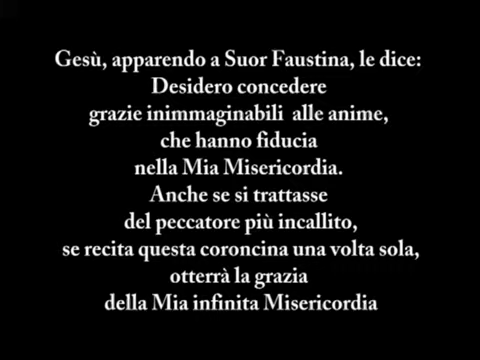 Gesù, apparendo a Suor Faustina, le dice:
Desidero concedere
grazie inimmaginabili alle anime,
che hanno fiducia
nella Mia Misericordia.
Anche se si trattasse
del peccatore più incallito,
se recita questa coroncina una volta sola,
otterrà la grazia
della Mia infinita Misericordia